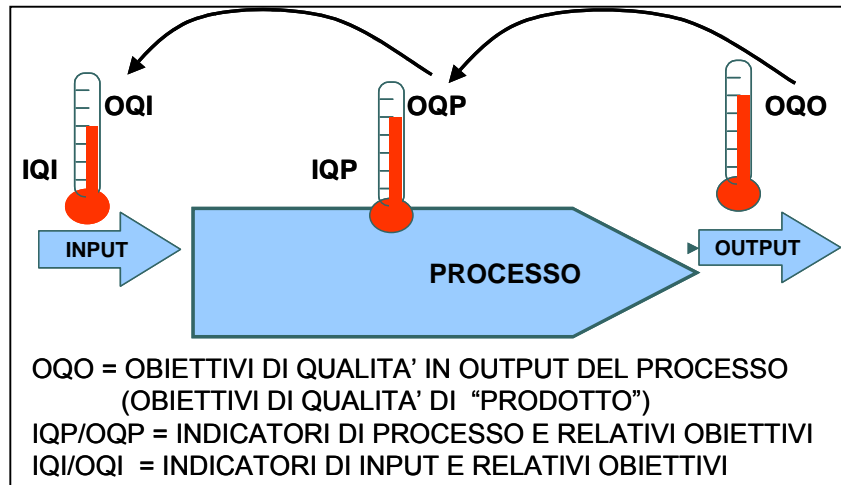 OQI
OQP
OQO
IQI
IQP
INPUT
PROCESSO
OUTPUT
OQO = OBIETTIVI DI QUALITA’ IN OUTPUT DEL PROCESSO
(OBIETTIVI DI QUALITA’ DI “PRODOTTO”)
IQP/OQP = INDICATORI DI PROCESSO E RELATIVI OBIETTIVI
IQI/OQI = INDICATORI DI INPUT E RELATIVI OBIETTIVI